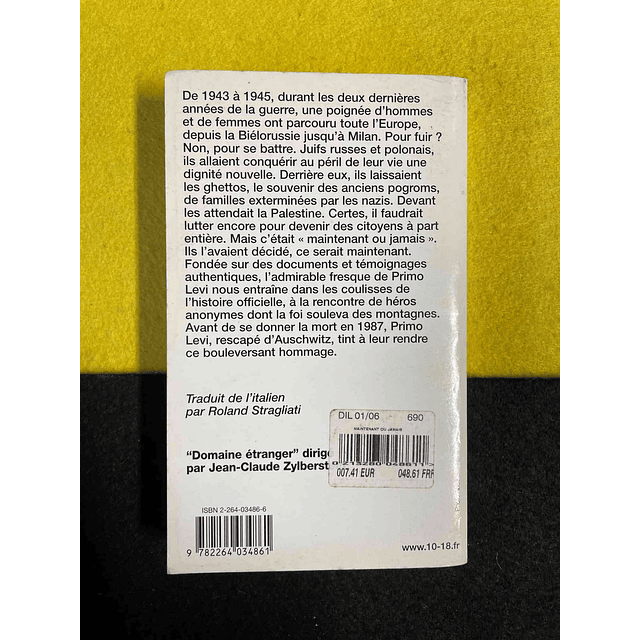 De 1943 à 1945, durant les deux dernières
années de la guerre, une poignée d'hommes
et de femmes ont parcouru toute l'Europe,
depuis la Biélorussie jusqu'à Milan. Pour fuir ?
Non, pour se battre. Juifs russes et polonais,
ils allaient conquérir au péril de leur vie une
dignité nouvelle. Derrière eux, ils laissaient
les ghettos, le souvenir des anciens pogroms,
de familles exterminées par les nazis. Devant
les attendait la Palestine. Certes, il faudrait
lutter encore pour devenir des citoyens à part
entière. Mais c'était « maintenant ou jamais ».
Ils l'avaient décidé, ce serait maintenant.
Fondée sur des documents et témoignages
authentiques, l'admirable fresque de Primo
Levi nous entraîne dans les coulisses de
l'histoire officielle, à la rencontre de héros
anonymes dont la foi souleva des montagnes.
Avant de se donner la mort en 1987, Primo
Levi, rescapé d'Auschwitz, tint à leur rendre
ce bouleversant hommage.
Traduit de l'italien
par Roland Stragliati
DIL 01/06 690
MAINTENANT OU JAMAIS
007.41 EUR 048.61 FRF
"Domaine étranger" dirig
par Jean-Claude Zylberst
ISBN 2-264-03486-6
9 782264 034861
www.10-18.fr